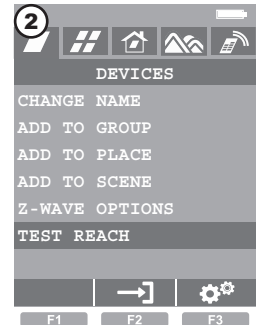 2
DEVICES
CHANGE NAME
ADD TO GROUP
ADD TO PLACE
ADD TO SCENE
Z-WAVE OPTIONS
TEST REACH
F1 F2 F3